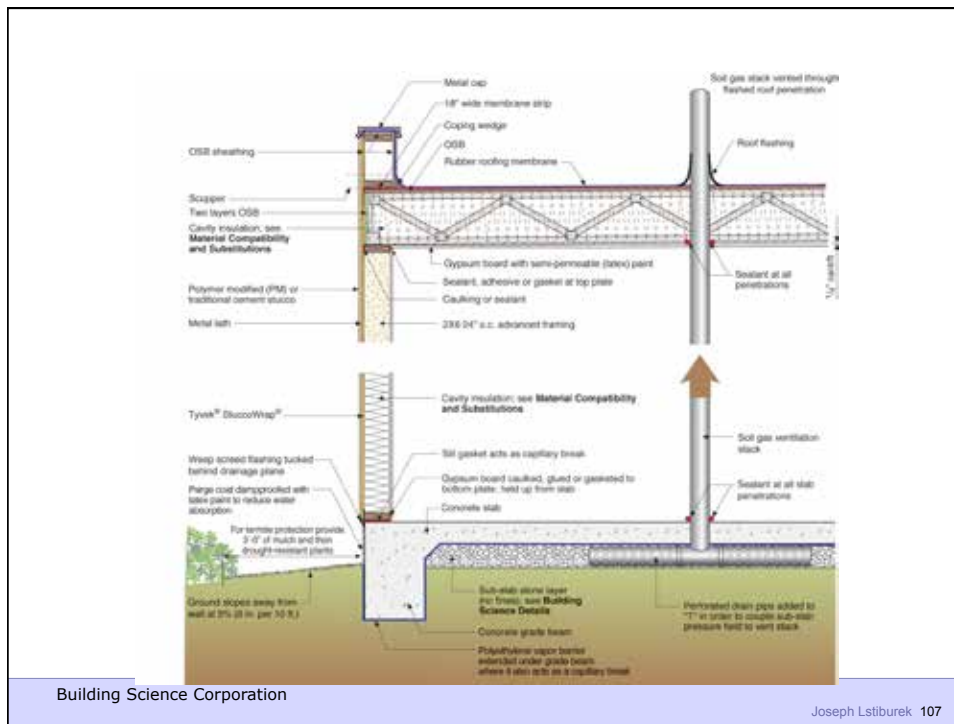 Metal cap
18" wide membrane strip
Coping wedge
OSB
Rubber roofing membrane
Soil gas stack vented through
flashed roof penetration
Roof flashing
OSB sheathing
Scupper
Two layers OSB
Cavity insulation; see
Material Compatibility
and Substitutions
Gypsum board with semi-permeable (latex) paint
Sealant, adhesive or gasket at top plate
Caulking or sealant
2X6 24" o.c. advanced framing
Sealant at all
penetrations
Polymer modified (PM) or
traditional cement stucco
Metal lath
Tyvek® StuccoWrap®
Cavity insulation; see Material Compatibility
and Substitutions
Soil gas ventilation
stack
Weep screed flashing tucked
behind drainage plane
Sill gasket acts as capillary break
Gypsum board caulked, glued or gasketed to
bottom plate; held up from slab
Concrete slab
Sealant at all slab
penetrations
Parge coat dampproofed with
latex paint to reduce water
absorption
For termite protection provide
3'-0" of mulch and then
drought-resistant plants
Ground slopes away from
wall at 5% (6 in. per 10 ft.)
Sub-slab stone layer
(no fines); see Building
Science Details
Concrete grade beam
Polyethylene vapor barrier
extended under grade beam
where it also acts as a capillary break
Perforated drain pipe added to
"T" in order to couple sub-slab
pressure field to vent stack
Building Science Corporation
Joseph Lstiburek 107